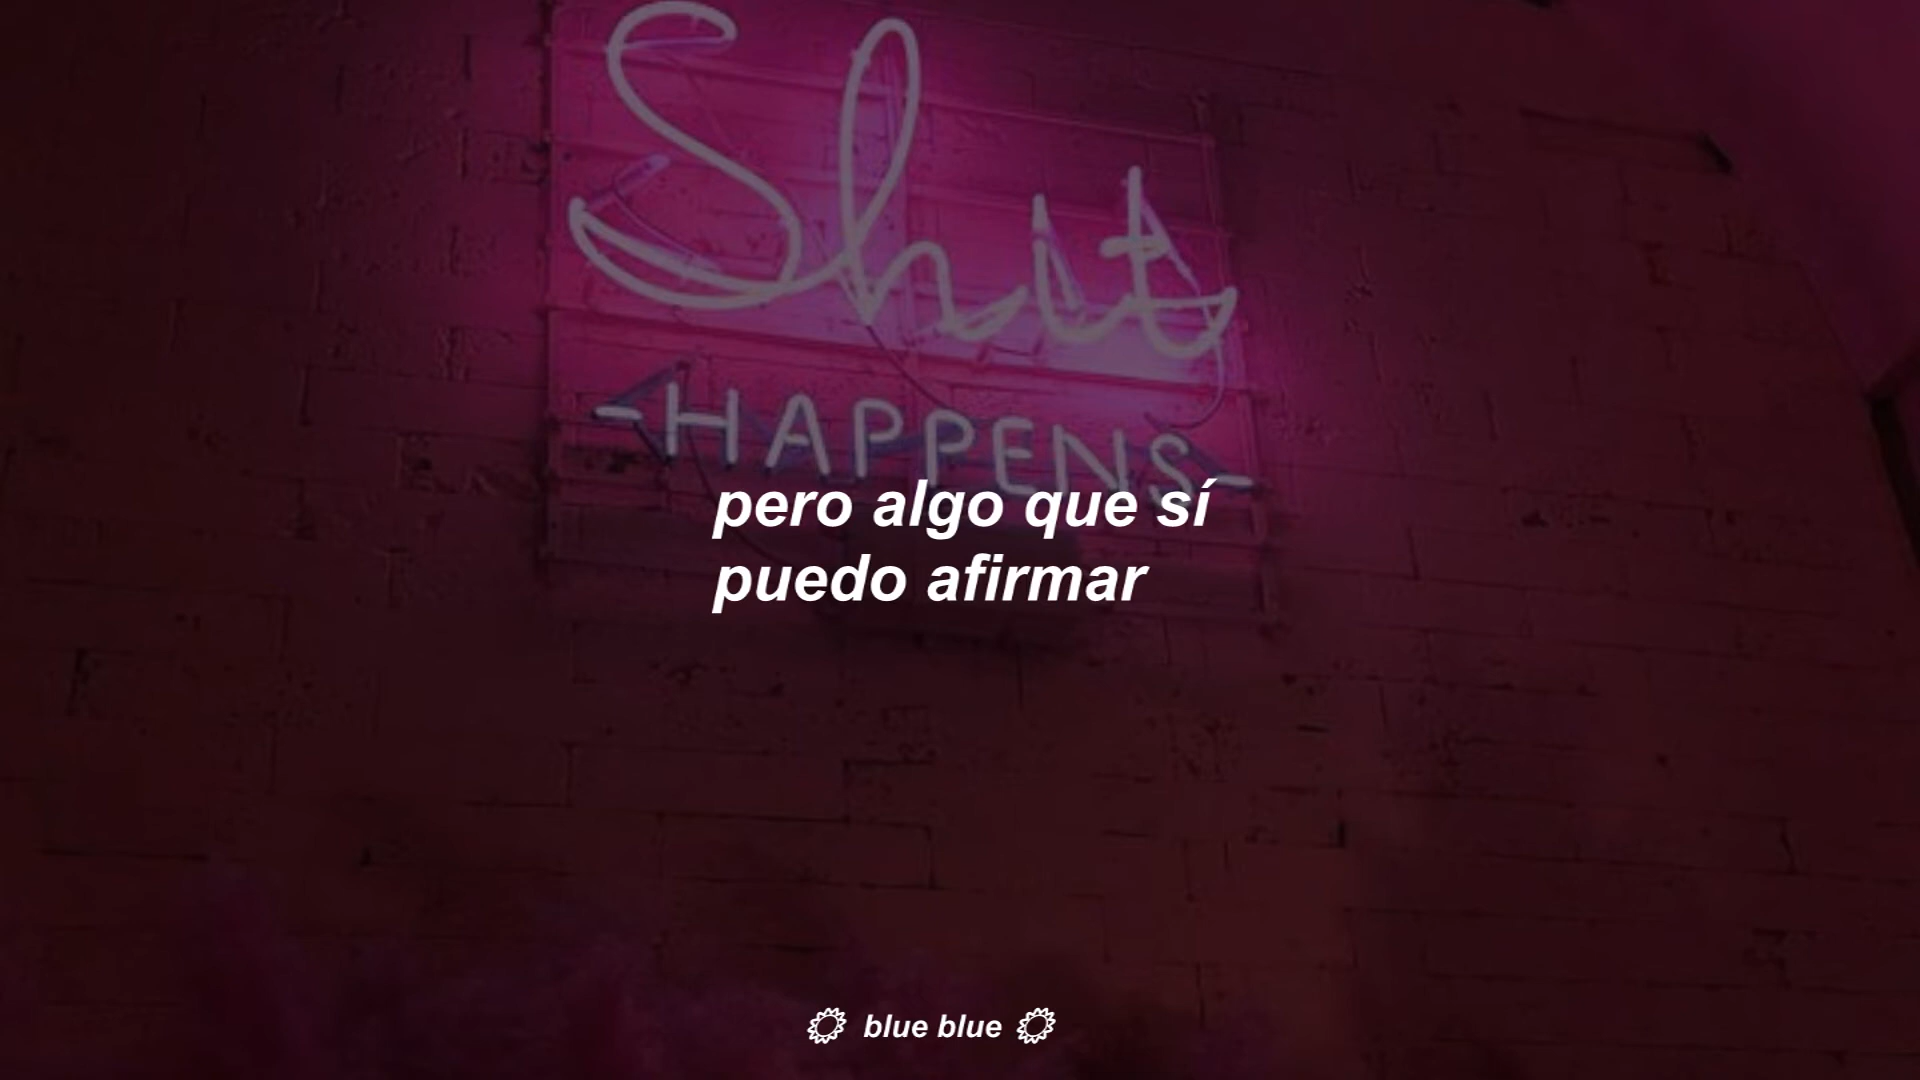 Shit
-HAPPENS-
pero algo que sí
puedo afirmar
blue blue